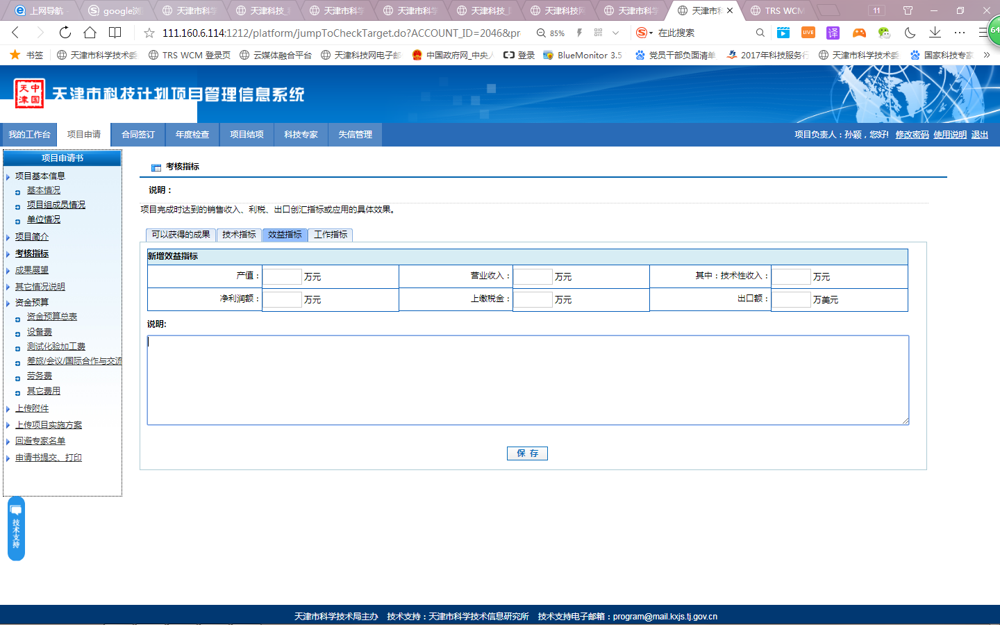 上网导航
google浏
天津市科学
天津科技_
天津市科学
天津市科学
天津科技_
天津科技网
天津市科学
天津市科
TRS WCM
11
111.160.6.114:1212/platform/jumpToCheckTarget.do?ACCOUNT_ID=2046&pr
85%
在此搜索
LIVE
译
64
书签
天津市科学技术委
TRS WCM 登录页
云媒体融合平台
天津科技网电子邮
中国政府网_中央人
登录
BlueMonitor 3.5
党员干部负面清单
2017年科技服务行
天津市科学技术委
国家科技专家
中国天津
天津市科技计划项目管理信息系统
我的工作台
项目申请
合同签订
年度检查
项目结项
科技专家
失信管理
项目负责人：孙颖，您好! 修改密码 使用说明 退出
项目申请书
项目基本信息
基本情况
项目组成员情况
单位情况
项目简介
考核指标
成果展望
其它情况说明
资金预算
资金预算总表
设备费
测试化验加工费
差旅/会议/国际合作与交流
劳务费
其它费用
上传附件
上传项目实施方案
回避专家名单
申请书提交、打印
技术支持
考核指标
说明：
项目完成时达到的销售收入、利税、出口创汇指标或应用的具体效果。
可以获得的成果
技术指标
效益指标
工作指标
新增效益指标
产值： 万元 营业收入： 万元 其中：技术性收入： 万元
净利润额： 万元 上缴税金： 万元 出口额： 万美元
说明:
保 存
天津市科学技术局主办 技术支持：天津市科学技术信息研究所 技术支持电子邮箱：program@mail.kxjs.tj.gov.cn